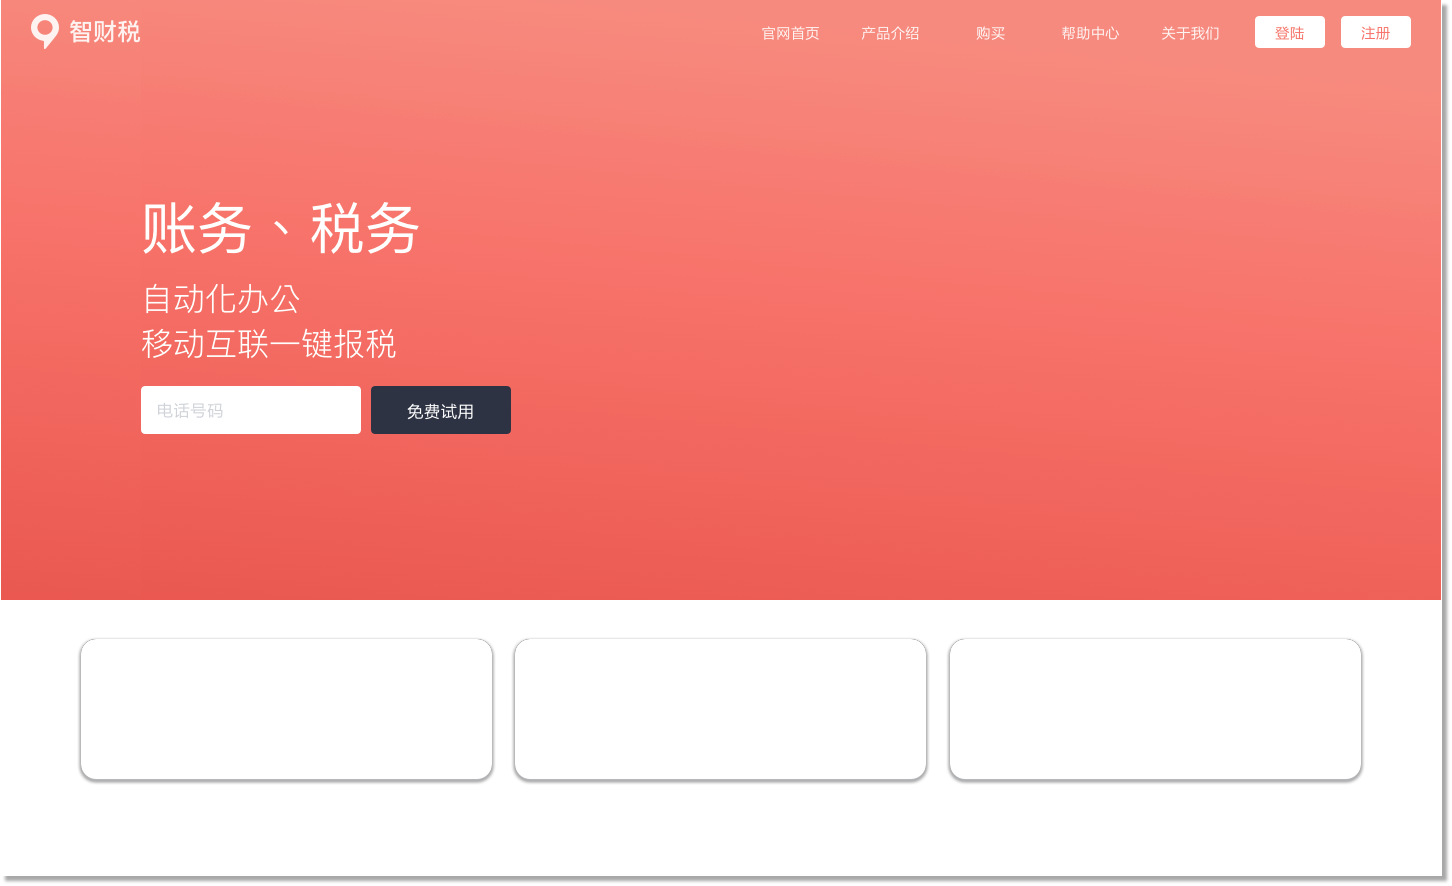 智财税
官网首页 产品介绍 购买 帮助中心 关于我们 登陆 注册
账务、税务
自动化办公
移动互联一键报税
电话号码 免费试用